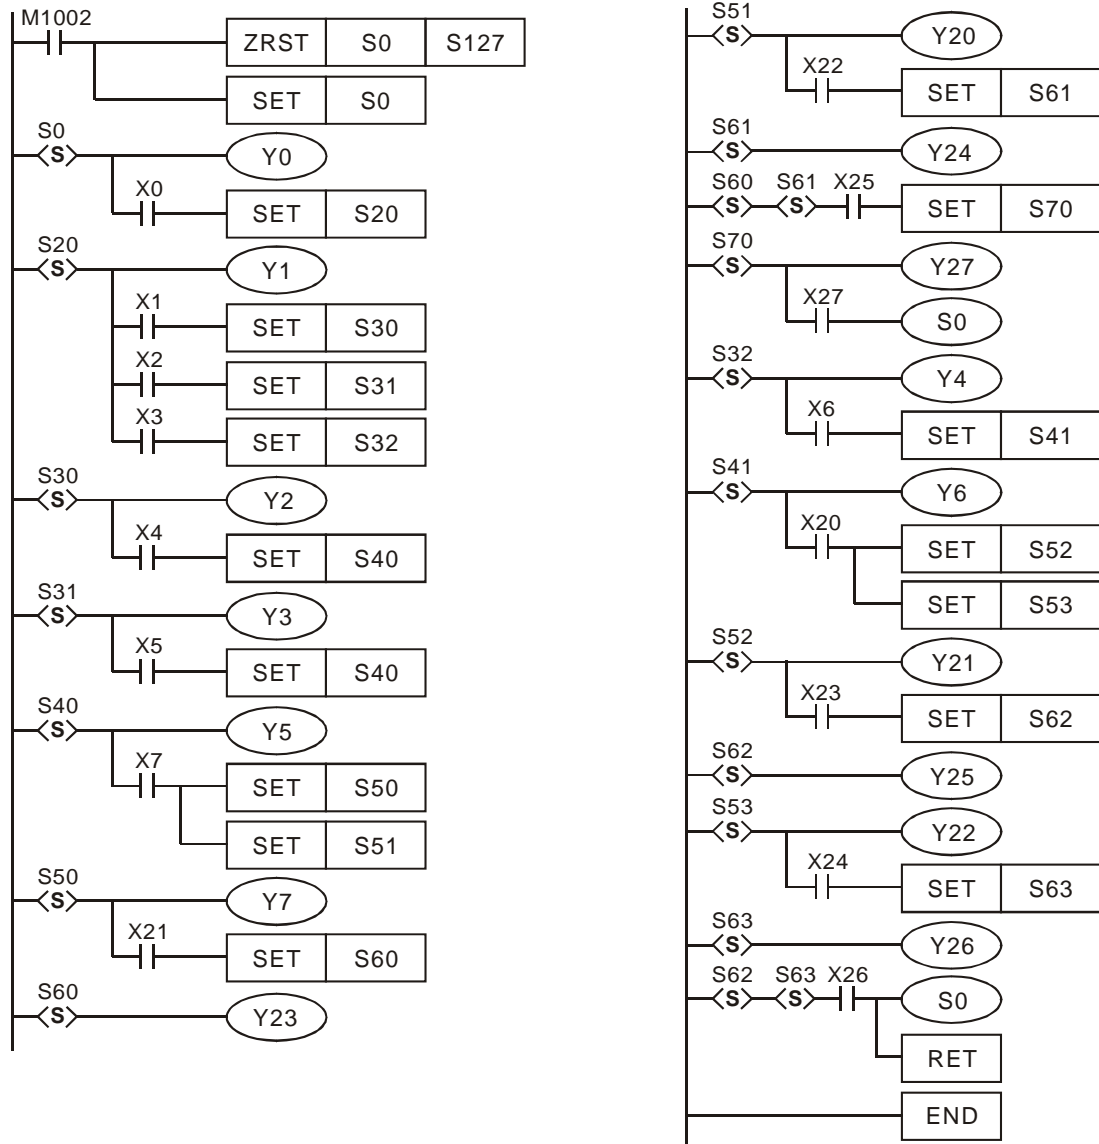 M1002
ZRST S0 S127
SET S0
S0
S Y0
X0
SET S20
S20
S Y1
X1
SET S30
X2
SET S31
X3
SET S32
S30
S Y2
X4
SET S40
S31
S Y3
X5
SET S40
S40
S Y5
X7
SET S50
SET S51
S50
S Y7
X21
SET S60
S60
S Y23
S51
S Y20
X22
SET S61
S61
S Y24
S60 S61 X25
S S SET S70
S70
S Y27
X27
S0
S32
S Y4
X6
SET S41
S41
S Y6
X20
SET S52
SET S53
S52
S Y21
X23
SET S62
S62
S Y25
S53
S Y22
X24
SET S63
S63
S Y26
S62 S63 X26
S S S0
RET
END